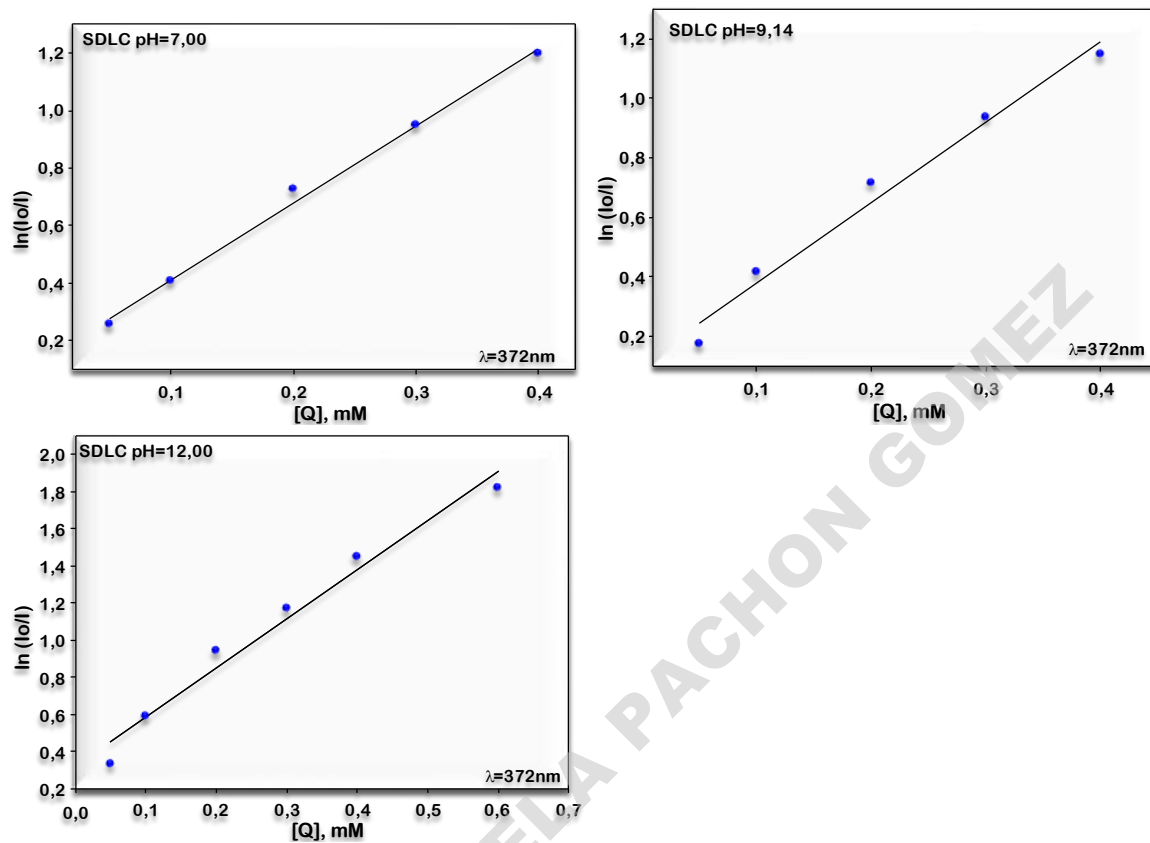 SDLC pH=7,00
1,2
1,0
0,8
0,6
0,4
0,2
ln(Io/I)
λ=372nm
0,1 0,2 0,3 0,4
[Q], mM
SDLC pH=9,14
1,2
1,0
0,8
0,6
0,4
0,2
ln (Io/I)
λ=372nm
0,1 0,2 0,3 0,4
[Q], mM
SDLC pH=12,00
2,0
1,8
1,6
1,4
1,2
1,0
0,8
0,6
0,4
0,2
ln (Io/I)
λ=372nm
0,0 0,1 0,2 0,3 0,4 0,5 0,6 0,7
[Q], mM
ELA PACHON GOMEZ